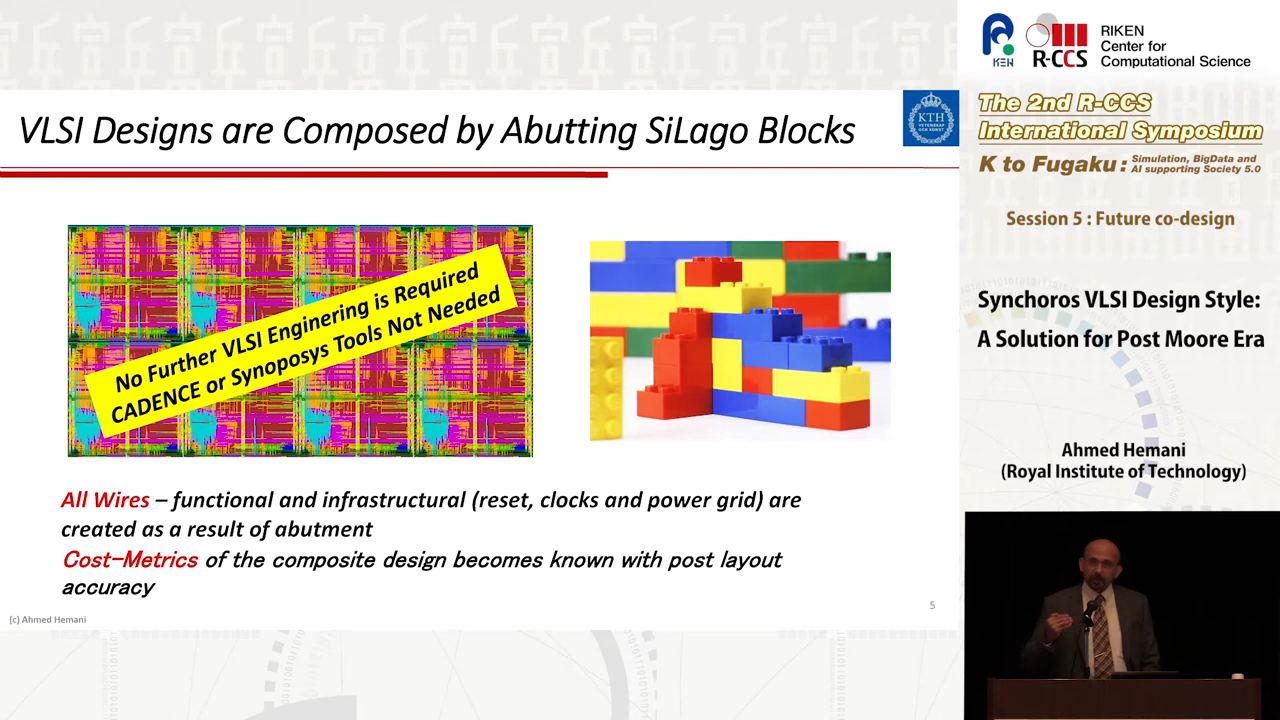 VLSI Designs are Composed by Abutting SiLago Blocks
KTH
VETENSKAP
OCH KONST
No Further VLSI Enginering is Required
CADENCE or Synoposys Tools Not Needed
All Wires – functional and infrastructural (reset, clocks and power grid) are
created as a result of abutment
Cost-Metrics of the composite design becomes known with post layout
accuracy
(c) Ahmed Hemani
5
RIKEN
R-CCS
RIKEN
Center for
Computational Science
The 2nd R-CCS
International Symposium
K to Fugaku : Simulation, BigData and
AI supporting Society 5.0
Session 5 : Future co-design
Synchoros VLSI Design Style:
A Solution for Post Moore Era
Ahmed Hemani
(Royal Institute of Technology)